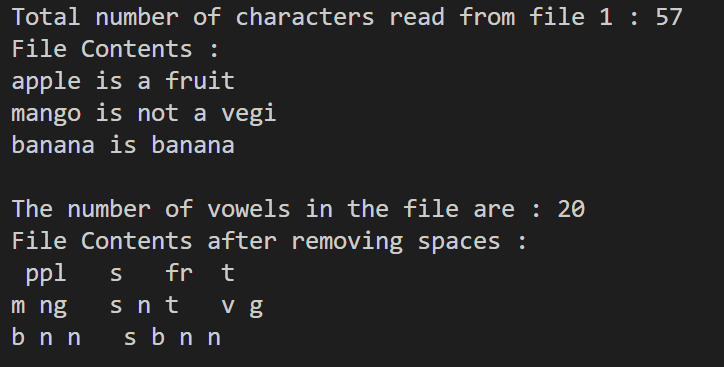 Total number of characters read from file 1 : 57
File Contents :
apple is a fruit
mango is not a vegi
banana is banana
The number of vowels in the file are : 20
File Contents after removing spaces :
 ppl   s   fr  t
m ng   s n t   v g
b n n   s b n n